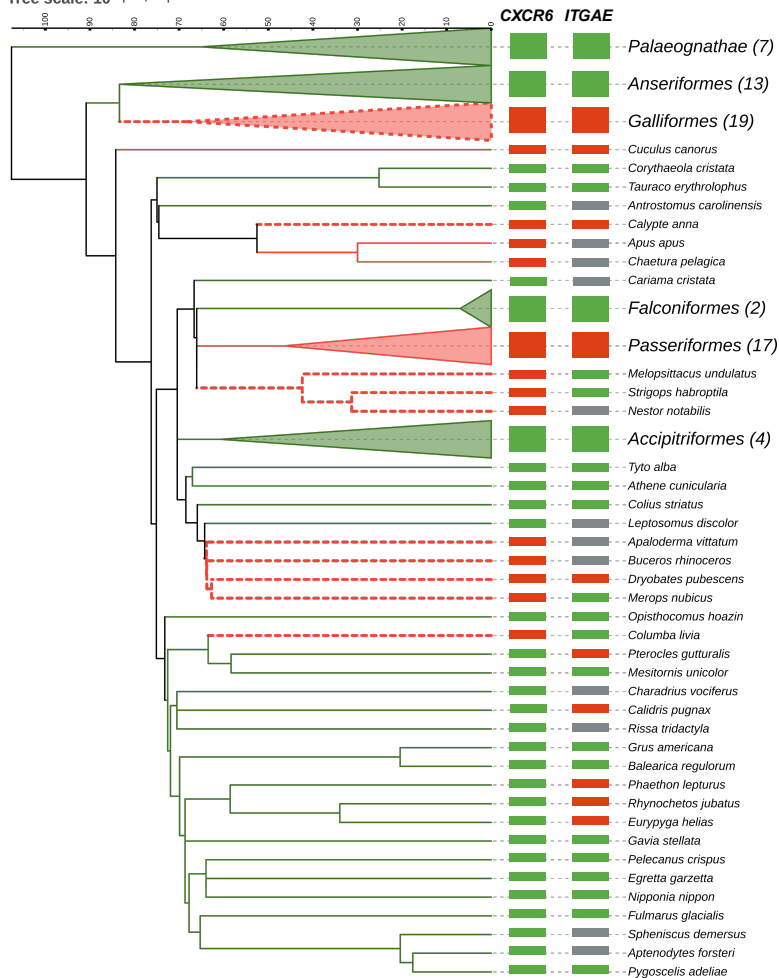 Tree scale: 10
100 90 80 70 60 50 40 30 20 10 0
CXCR6 ITGAE
Palaeognathae (7)
Anseriformes (13)
Galliformes (19)
Cuculus canorus
Corythaeola cristata
Tauraco erythrolophus
Antrostomus carolinensis
Calypte anna
Apus apus
Chaetura pelagica
Cariama cristata
Falconiformes (2)
Passeriformes (17)
Melopsittacus undulatus
Strigops habroptila
Nestor notabilis
Accipitriformes (4)
Tyto alba
Athene cunicularia
Colius striatus
Leptosomus discolor
Apaloderma vittatum
Buceros rhinoceros
Dryobates pubescens
Merops nubicus
Opisthocomus hoazin
Columba livia
Pterocles gutturalis
Mesitornis unicolor
Charadrius vociferus
Calidris pugnax
Rissa tridactyla
Grus americana
Balearica regulorum
Phaethon lepturus
Rhynochetos jubatus
Eurypyga helias
Gavia stellata
Pelecanus crispus
Egretta garzetta
Nipponia nippon
Fulmarus glacialis
Spheniscus demersus
Aptenodytes forsteri
Pygoscelis adeliae